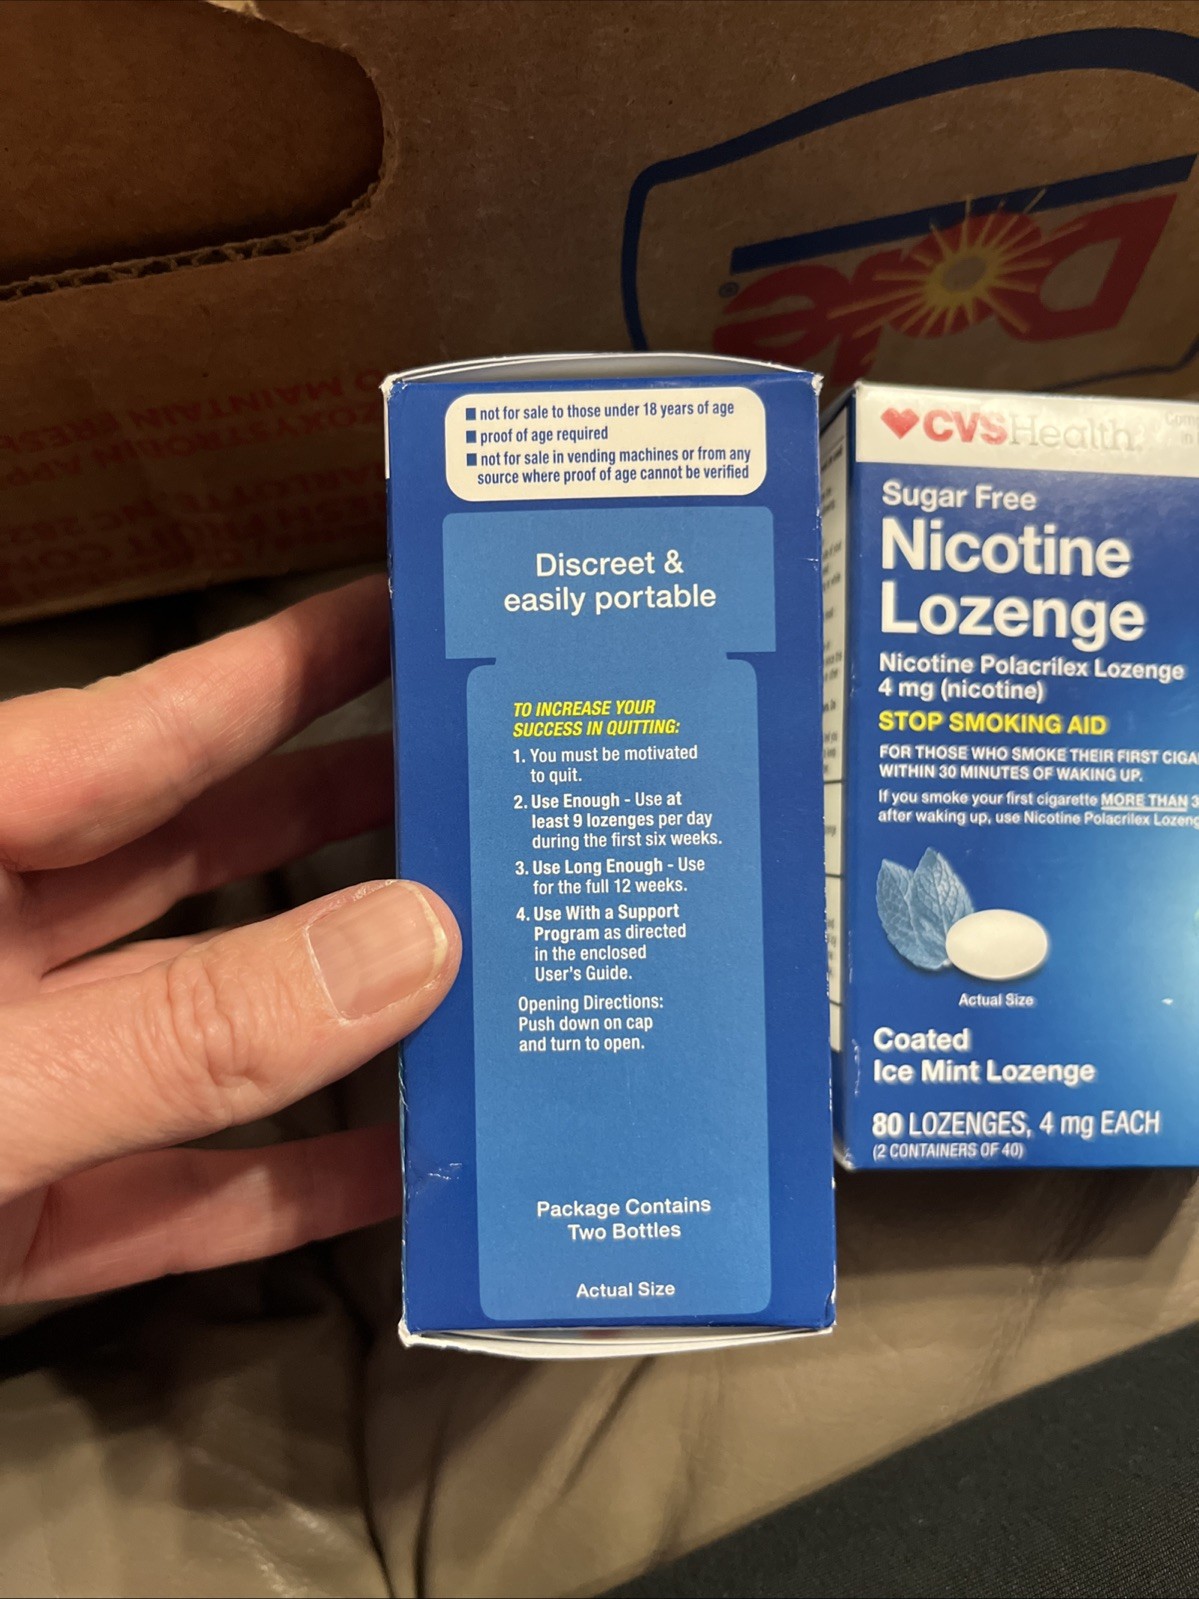 Dole
®
not for sale to those under 18 years of age
proof of age required
not for sale in vending machines or from any
source where proof of age cannot be verified
Discreet &
easily portable
TO INCREASE YOUR
SUCCESS IN QUITTING:
1. You must be motivated
to quit.
2. Use Enough - Use at
least 9 lozenges per day
during the first six weeks.
3. Use Long Enough - Use
for the full 12 weeks.
4. Use With a Support
Program as directed
in the enclosed
User's Guide.
Opening Directions:
Push down on cap
and turn to open.
Package Contains
Two Bottles
Actual Size
CVSHealth.
Sugar Free
Nicotine
Lozenge
Nicotine Polacrilex Lozenge
4 mg (nicotine)
STOP SMOKING AID
FOR THOSE WHO SMOKE THEIR FIRST
WITHIN 30 MINUTES OF WAKING UP.
If you smoke your first cigarette MORE THAN
after waking up, use Nicotine Polacrilex
Actual Size
Coated
Ice Mint Lozenge
80 LOZENGES, 4 mg EACH
(2 CONTAINERS OF 40)
MAINTAIN